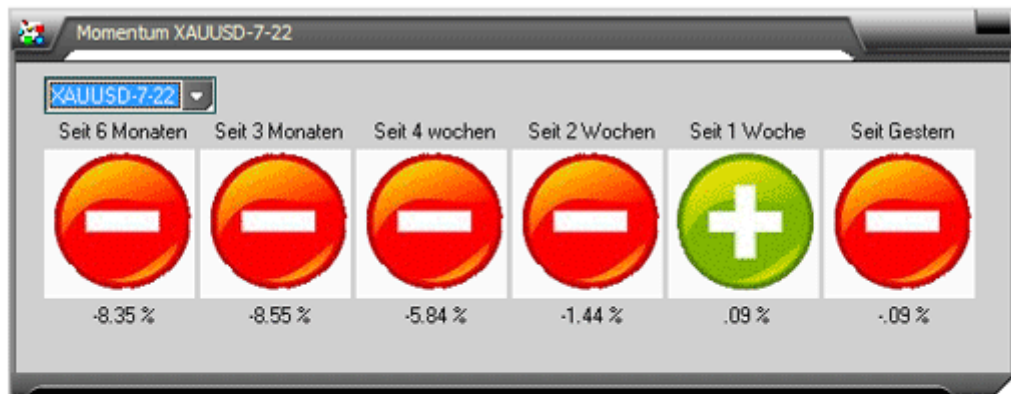 Momentum XAUUSD-7-22
XAUUSD-7-22
Seit 6 Monaten Seit 3 Monaten Seit 4 wochen Seit 2 Wochen Seit 1 Woche Seit Gestern
-8.35 % -8.55 % -5.84 % -1.44 % .09 % -.09 %